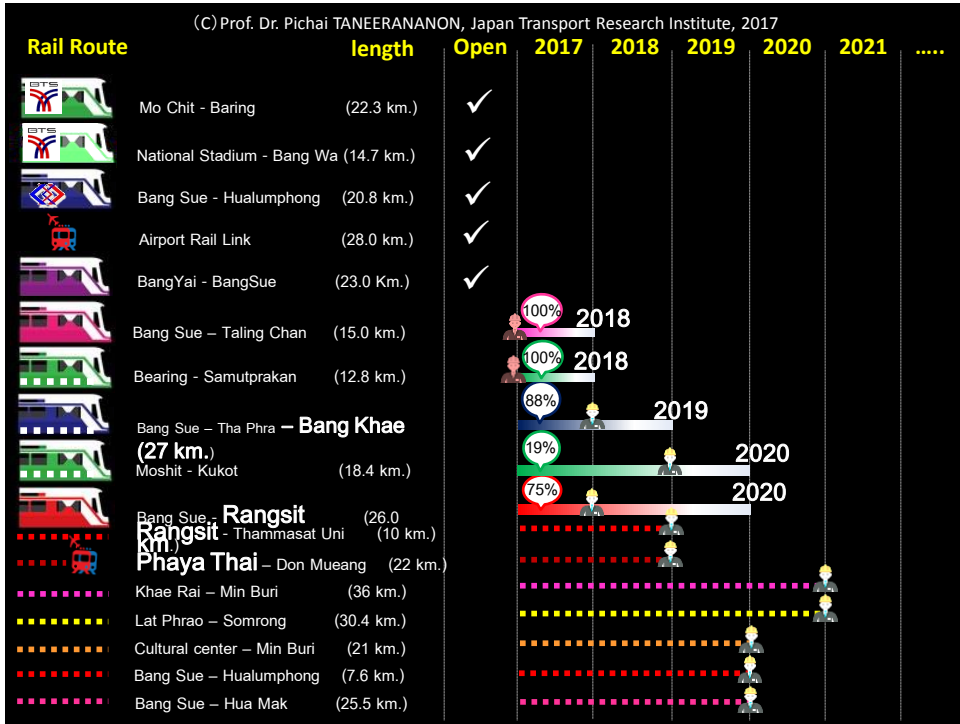 (C) Prof. Dr. Pichai TANEERANANON, Japan Transport Research Institute, 2017
Rail Route length Open 2017 2018 2019 2020 2021 .....
BTS Mo Chit - Baring (22.3 km.) ✓
BTS National Stadium - Bang Wa (14.7 km.) ✓
Bang Sue - Hualumphong (20.8 km.) ✓
Airport Rail Link (28.0 km.) ✓
BangYai - BangSue (23.0 Km.) ✓
Bang Sue – Taling Chan (15.0 km.) 100% 2018
Bearing - Samutprakan (12.8 km.) 100% 2018
Bang Sue – Tha Phra – Bang Khae 88% 2019
(27 km.)
Moshit - Kukot (18.4 km.) 19% 2020
Bang Sue - Rangsit (26.0 75% 2020
km.)
Rangsit - Thammasat Uni (10 km.)
Phaya Thai – Don Mueang (22 km.)
Khae Rai – Min Buri (36 km.)
Lat Phrao – Somrong (30.4 km.)
Cultural center – Min Buri (21 km.)
Bang Sue – Hualumphong (7.6 km.)
Bang Sue – Hua Mak (25.5 km.)